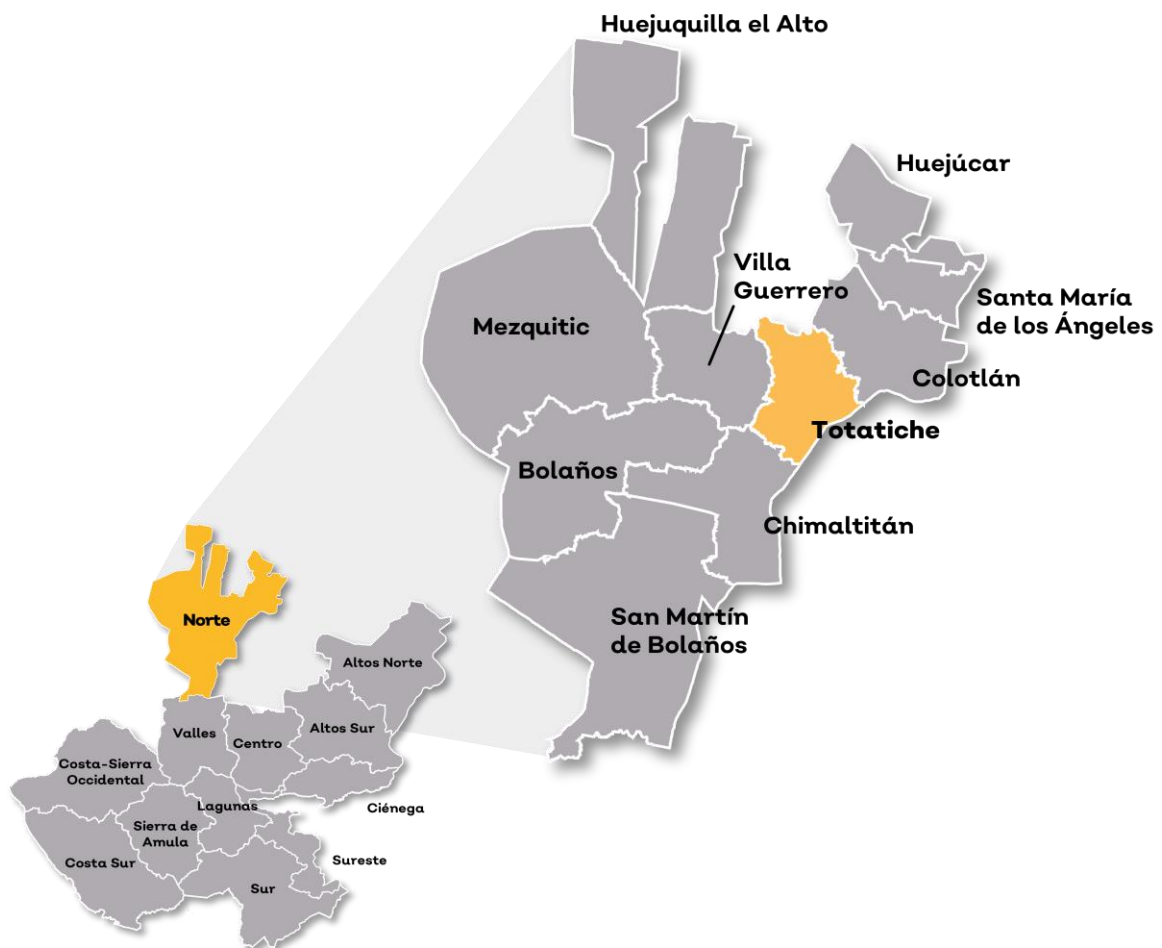 Huejuquilla el Alto
Huejúcar
Villa
Guerrero
Santa María
de los Ángeles
Mezquitic
Colotlán
Totatiche
Bolaños
Chimaltitán
San Martín
de Bolaños
Norte
Altos Norte
Valles
Centro
Altos Sur
Costa-Sierra
Occidental
Lagunas
Ciénega
Sierra de
Amula
Costa Sur
Sureste
Sur